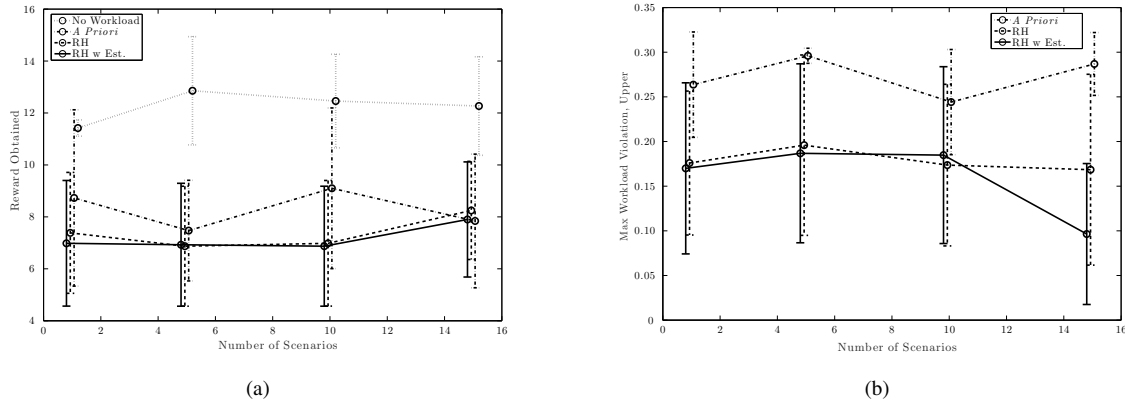 No Workload
A Priori
RH
RH w Est.
16
14
12
10
8
6
4
Reward Obtained
0 2 4 6 8 10 12 14 16
Number of Scenarios
(a)
A Priori
RH
RH w Est.
0.35
0.30
0.25
0.20
0.15
0.10
0.05
0
Max Workload Violation, Upper
0 2 4 6 8 10 12 14 16
Number of Scenarios
(b)